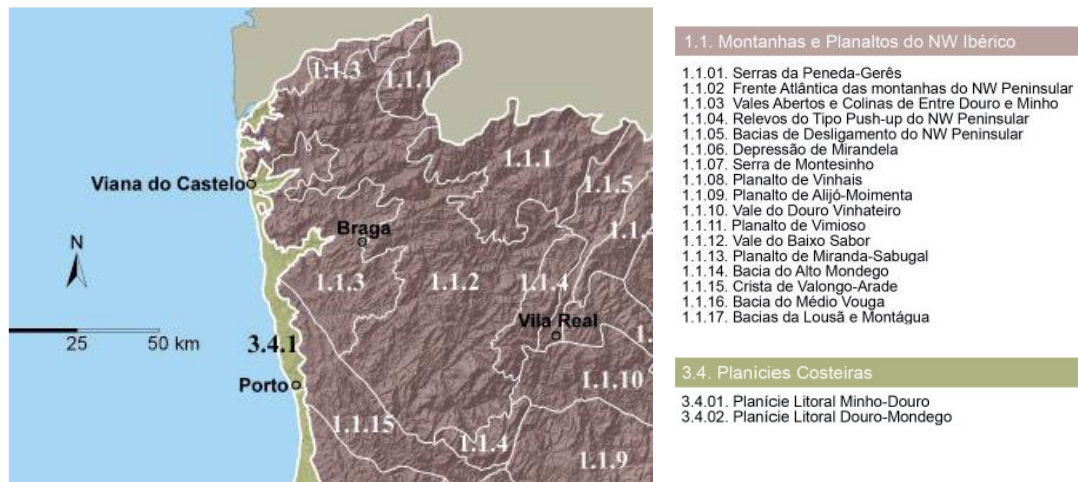 1.1.3
1.1.1
1.1.1
1.1.5
Viana do Castelo
Braga
N
1.1.3
1.1.2
1.1.4
Vila Real
25 50 km
3.4.1
Porto
1.1.10
1.1.15
1.1.4
1.1.9
1.1. Montanhas e Planaltos do NW Ibérico
1.1.01. Serras da Peneda-Gerês
1.1.02 Frente Atlântica das montanhas do NW Peninsular
1.1.03 Vales Abertos e Colinas de Entre Douro e Minho
1.1.04. Relevos do Tipo Push-up do NW Peninsular
1.1.05. Bacias de Desligamento do NW Peninsular
1.1.06. Depressão de Mirandela
1.1.07. Serra de Montesinho
1.1.08. Planalto de Vinhais
1.1.09. Planalto de Alijó-Moimenta
1.1.10. Vale do Douro Vinhateiro
1.1.11. Planalto de Vimioso
1.1.12. Vale do Baixo Sabor
1.1.13. Planalto de Miranda-Sabugal
1.1.14. Bacia do Alto Mondego
1.1.15. Crista de Valongo-Arade
1.1.16. Bacia do Médio Vouga
1.1.17. Bacias da Lousã e Montágua
3.4. Planícies Costeiras
3.4.01. Planície Litoral Minho-Douro
3.4.02. Planície Litoral Douro-Mondego